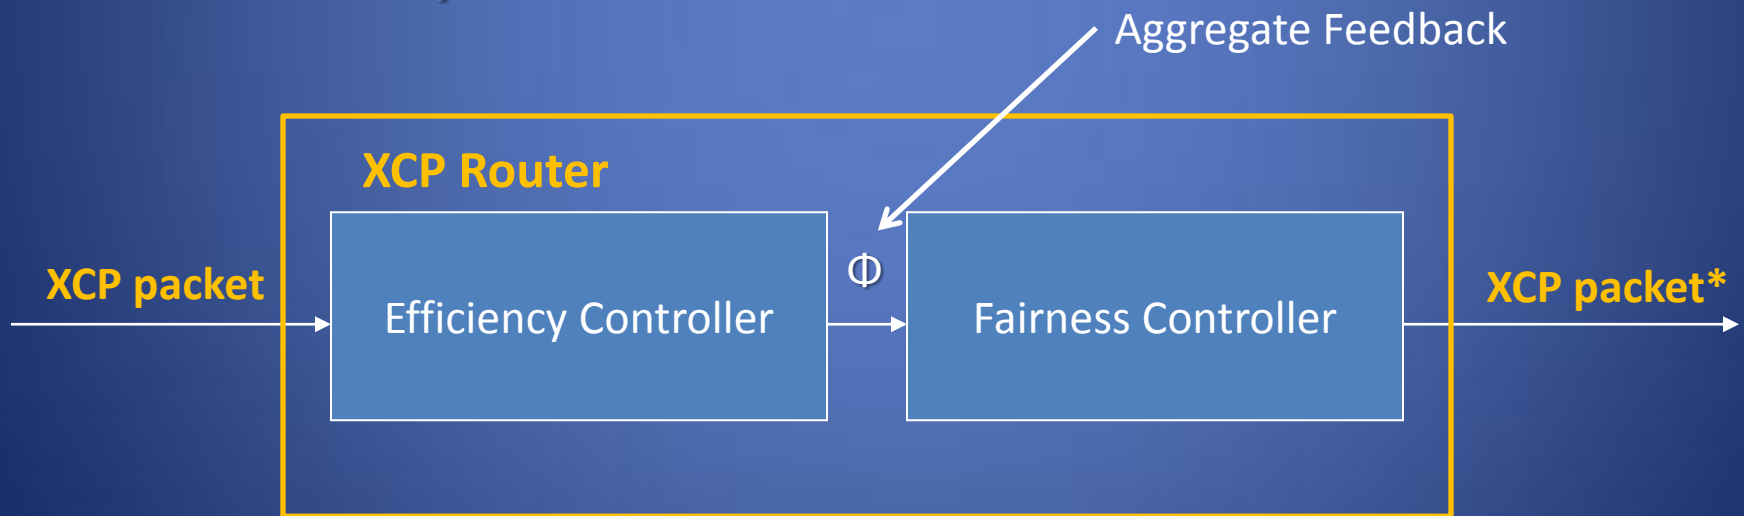 Aggregate Feedback
XCP Router
XCP packet
Efficiency Controller
Φ
Fairness Controller
XCP packet*